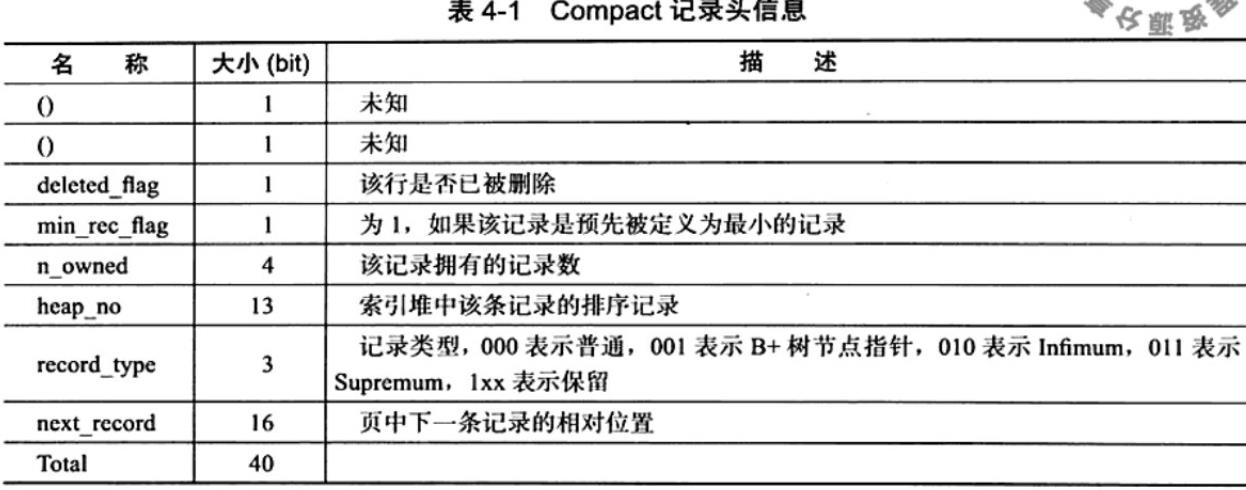 表 4-1 Compact 记录头信息
名 称 大小 (bit) 描 述
() 1 未知
() 1 未知
deleted_flag 1 该行是否已被删除
min_rec_flag 1 为 1，如果该记录是预先被定义为最小的记录
n_owned 4 该记录拥有的记录数
heap_no 13 索引堆中该条记录的排序记录
record_type 3 记录类型，000 表示普通，001 表示 B+ 树节点指针，010 表示 Infimum，011 表示
Supremum，1xx 表示保留
next_record 16 页中下一条记录的相对位置
Total 40